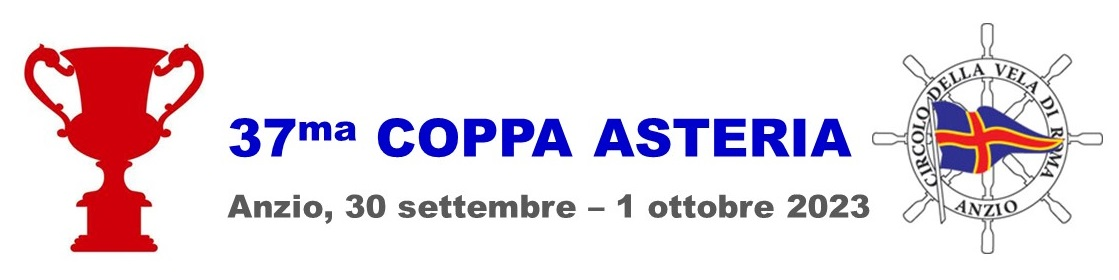 37ma COPPA ASTERIA
Anzio, 30 settembre – 1 ottobre 2023
CIRCOLO DELLA VELA DI ROMA
ANZIO